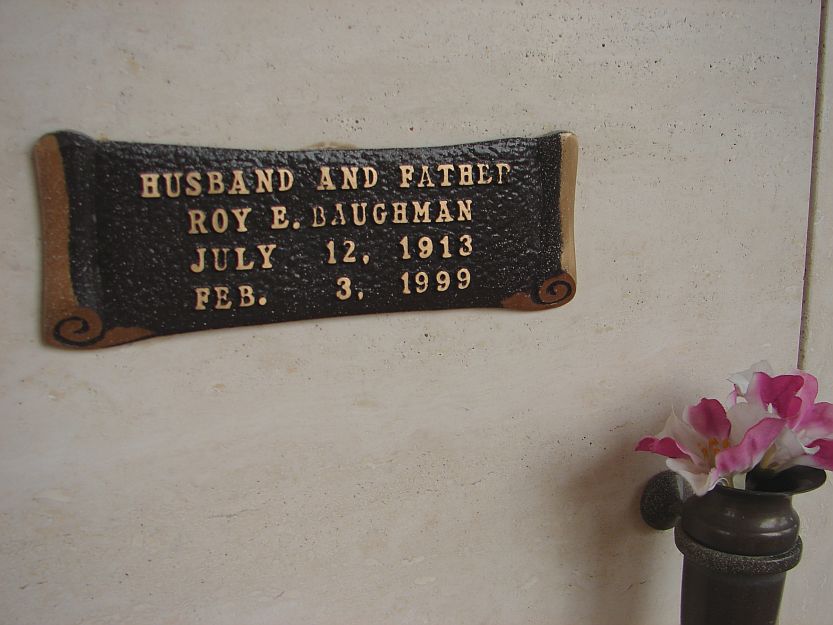 HUSBAND AND FATHER
ROY E. BAUGHMAN
JULY 12, 1913
FEB. 3, 1999